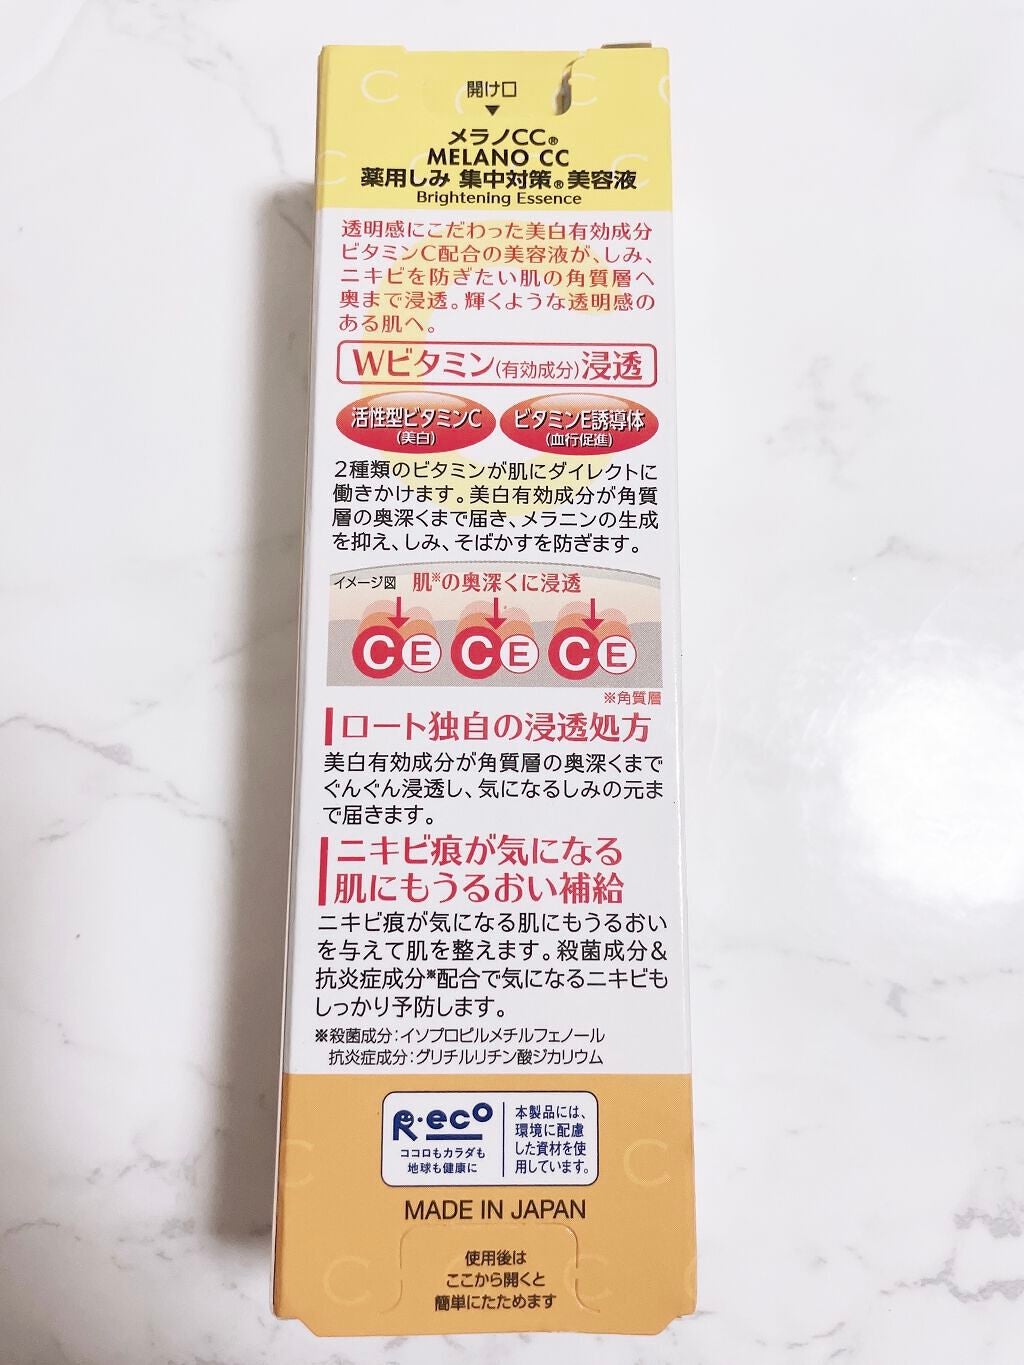 開け口
▼
メラノCC®
MELANO CC
薬用しみ 集中対策®美容液
Brightening Essence
透明感にこだわった美白有効成分
ビタミンC配合の美容液が、しみ、
ニキビを防ぎたい肌の角質層へ
奥まで浸透。輝くような透明感の
ある肌へ。
Wビタミン(有効成分)浸透
活性型ビタミンC
(美白)
ビタミンE誘導体
(血行促進)
2種類のビタミンが肌にダイレクトに
働きかけます。美白有効成分が角質
層の奥深くまで届き、メラニンの生成
を抑え、しみ、そばかすを防ぎます。
イメージ図 肌※の奥深くに浸透
C E C E C E
※角質層
ロート独自の浸透処方
美白有効成分が角質層の奥深くまで
ぐんぐん浸透し、気になるしみの元ま
で届きます。
ニキビ痕が気になる
肌にもうるおい補給
ニキビ痕が気になる肌にもうるおい
を与えて肌を整えます。殺菌成分&
抗炎症成分※配合で気になるニキビも
しっかり予防します。
※殺菌成分:イソプロピルメチルフェノール
抗炎症成分:グリチルリチン酸ジカリウム
R・eco
ココロもカラダも
地球も健康に
本製品には、
環境に配慮
した資材を使
用しています。
MADE IN JAPAN
使用後は
ここから開くと
簡単にたためます